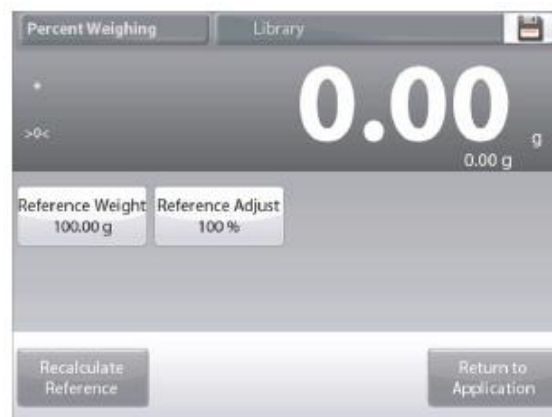 Percent Weighing
Library
*
>0<
0.00
g
0.00 g
Reference Weight
100.00 g
Reference Adjust
100 %
Recalculate
Reference
Return to
Application